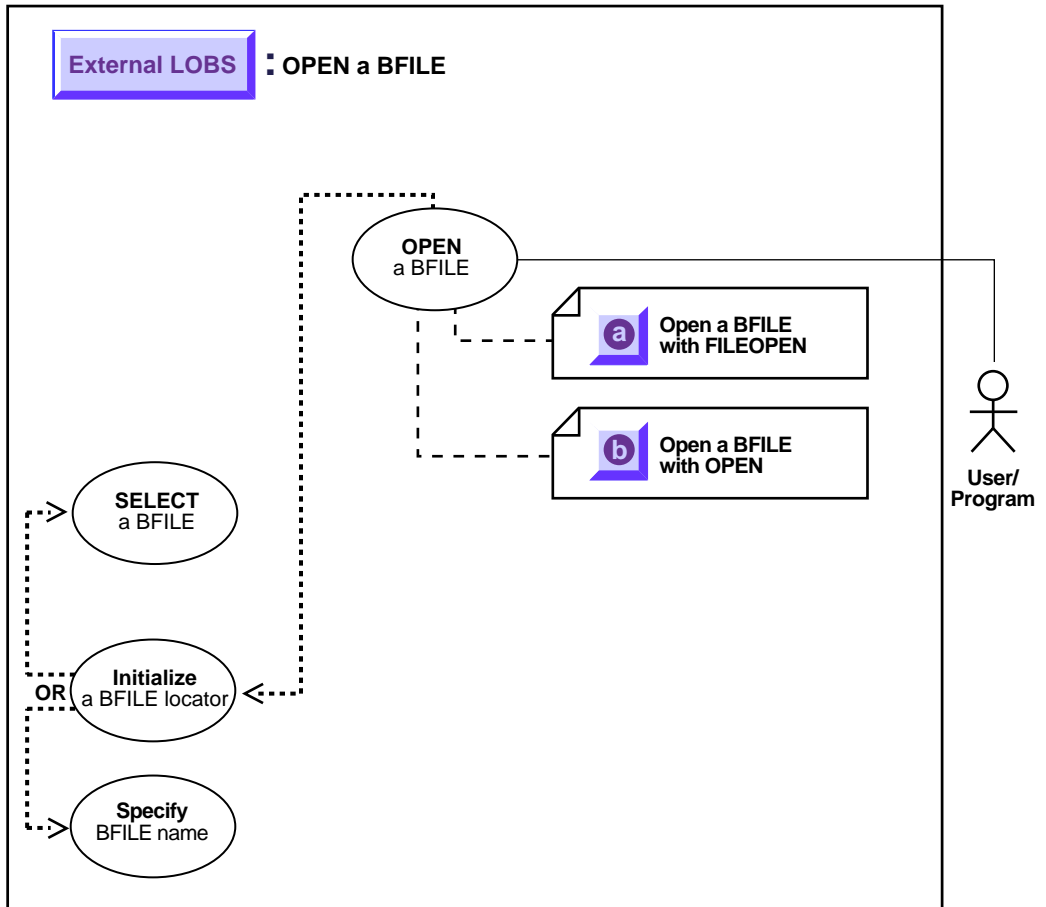 External LOBS : OPEN a BFILE
OPEN
a BFILE
a Open a BFILE
with FILEOPEN
b Open a BFILE
with OPEN
User/
Program
SELECT
a BFILE
OR
Initialize
a BFILE locator
Specify
BFILE name